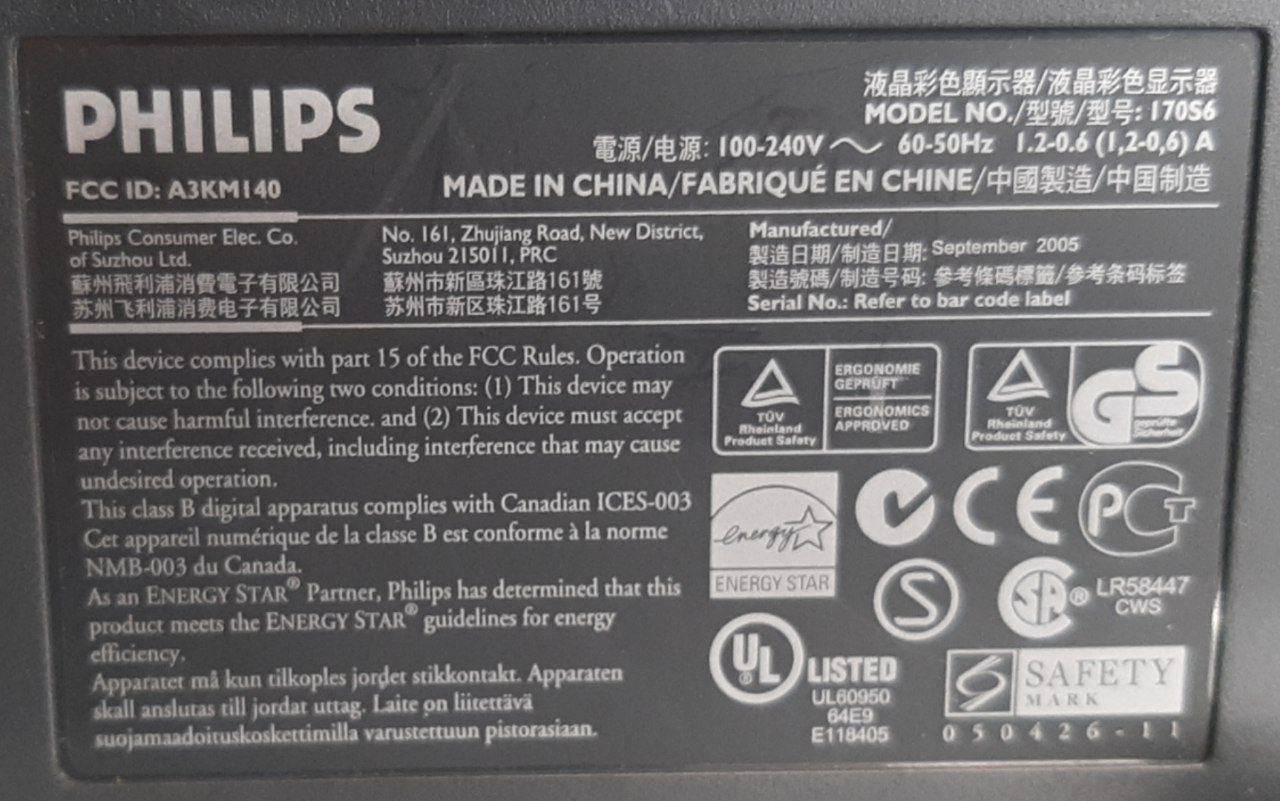 PHILIPS
FCC ID: A3KM140
液晶彩色顯示器/液晶彩色显示器
MODEL NO./型號/型号: 170S6
電源/电源: 100-240V ~ 60-50Hz 1.2-0.6 (1,2-0,6) A
MADE IN CHINA/FABRIQUÉ EN CHINE/中國製造/中国制造
Philips Consumer Elec. Co.
of Suzhou Ltd.
蘇州飛利浦消費電子有限公司
苏州飞利浦消费电子有限公司
No. 161, Zhujiang Road, New District,
Suzhou 215011, PRC
蘇州市新區珠江路161號
苏州市新区珠江路161号
Manufactured/
製造日期/制造日期: September 2005
製造號碼/制造号码: 參考條碼標籤/参考条码标签
Serial No.: Refer to bar code label
This device complies with part 15 of the FCC Rules. Operation
is subject to the following two conditions: (1) This device may
not cause harmful interference. and (2) This device must accept
any interference received, including interference that may cause
undesired operation.
This class B digital apparatus complies with Canadian ICES-003
Cet appareil numérique de la classe B est conforme à la norme
NMB-003 du Canada.
As an ENERGY STAR® Partner, Philips has determined that this
product meets the ENERGY STAR® guidelines for energy
efficiency.
Apparatet må kun tilkoples jordet stikkontakt. Apparaten
skall anslutas till jordat uttag. Laite on liitettävä
suojamaadoituskoskettimilla varustettuun pistorasiaan.
TÜV
Rheinland
Product Safety
ERGONOMIE
GEPRÜFT
ERGONOMICS
APPROVED
TÜV
Rheinland
Product Safety
GS
geprüfte
Sicherheit
energy
ENERGY STAR
CE
PCT
S
SA ®
LR58447
CWS
UL ®
LISTED
UL60950
64E9
E118405
S
SAFETY
MARK
050426-11